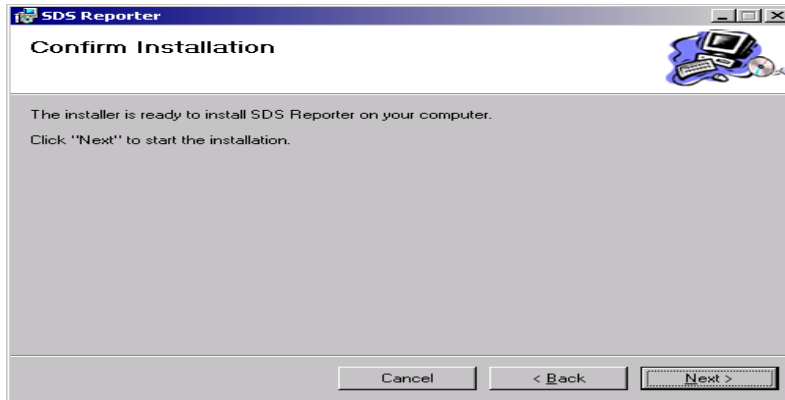 SDS Reporter
Confirm Installation
The installer is ready to install SDS Reporter on your computer.
Click "Next" to start the installation.
Cancel
< Back
Next >